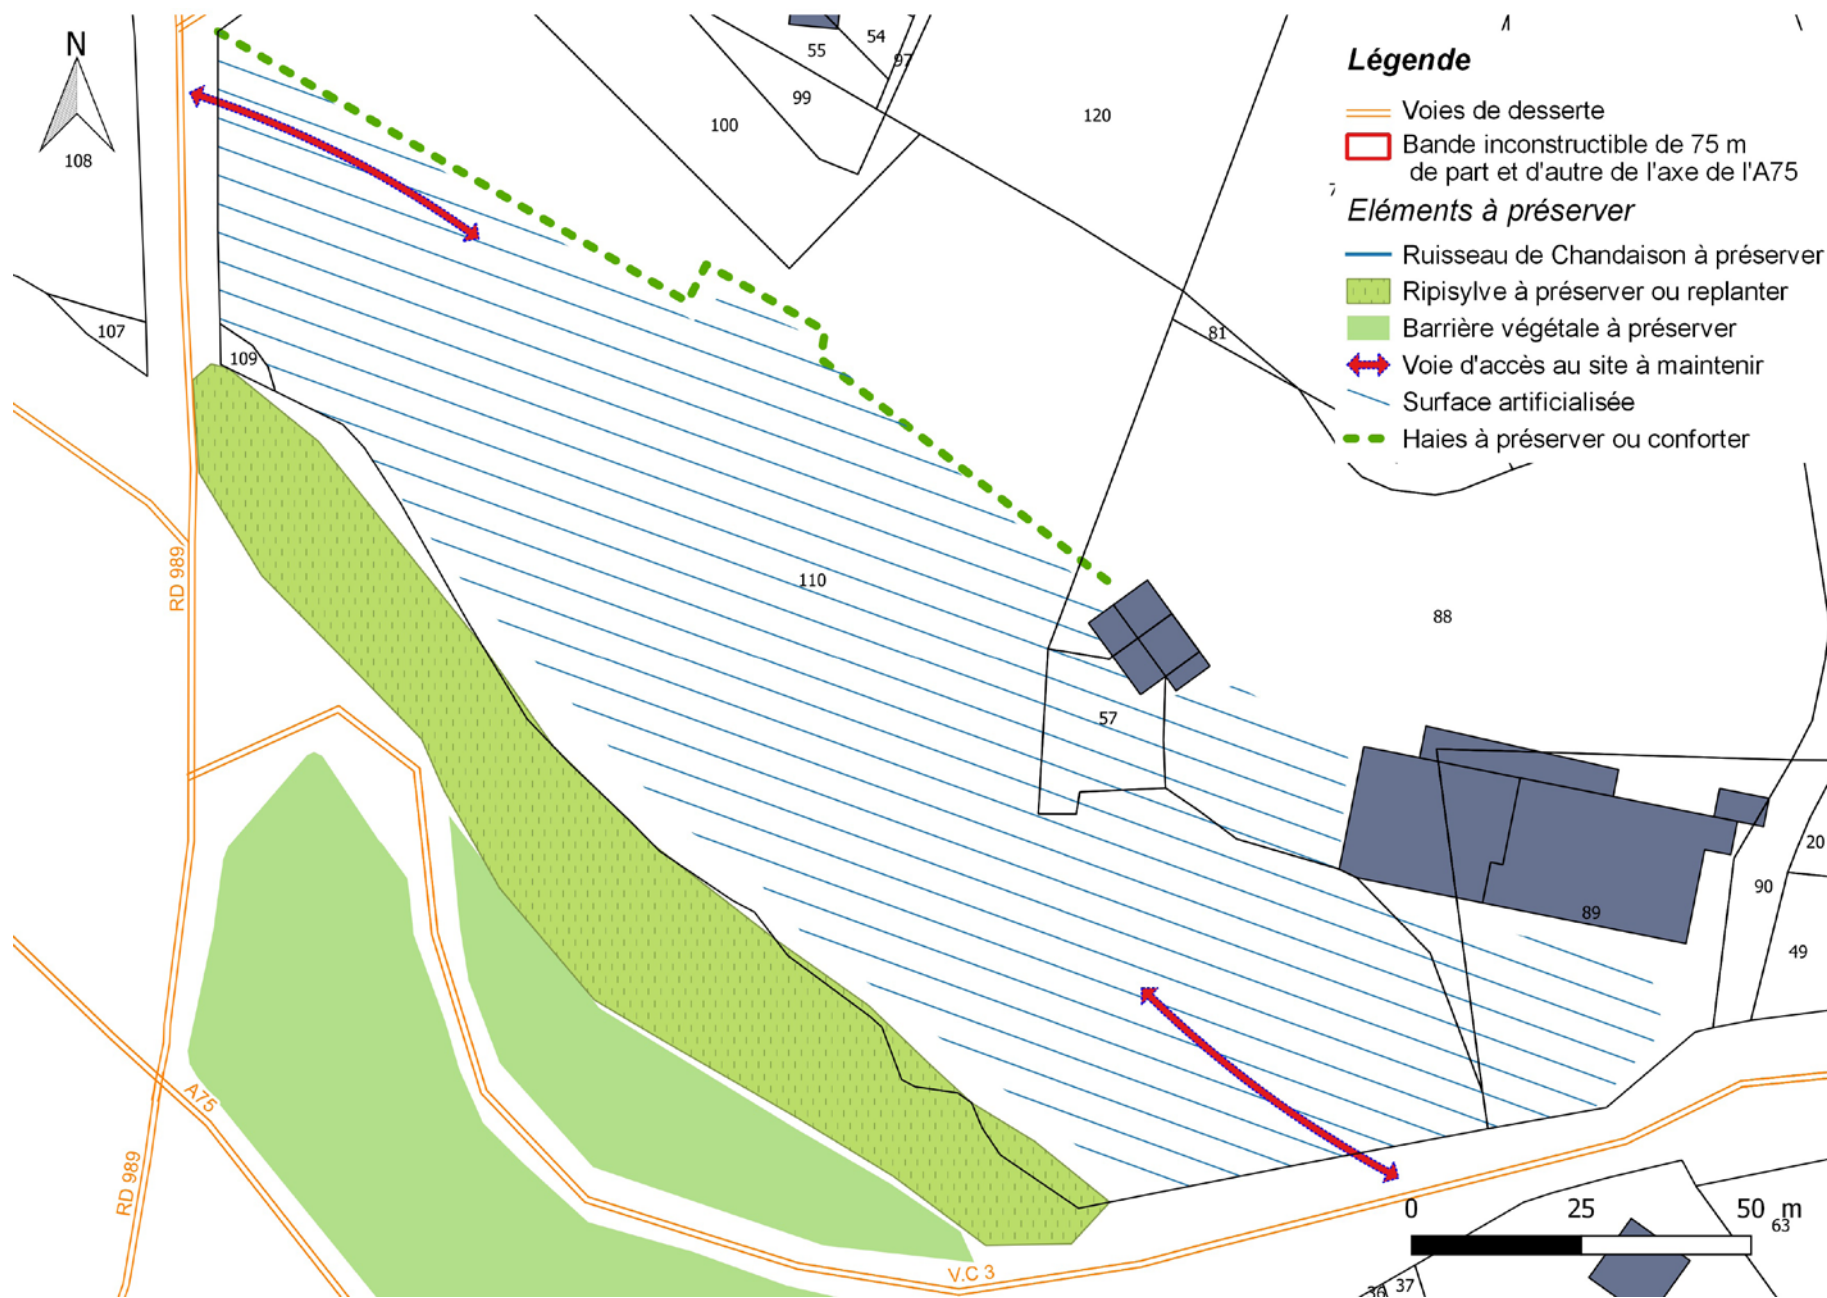 N
108
107
109
55
54
97
99
100
120
81
110
57
88
89
90
20
49
63
37
36
RD 989
RD 989
A75
V.C 3
Légende
Voies de desserte
Bande inconstructible de 75 m
de part et d'autre de l'axe de l'A75
Eléments à préserver
Ruisseau de Chandaison à préserver
Ripisylve à préserver ou replanter
Barrière végétale à préserver
Voie d'accès au site à maintenir
Surface artificialisée
Haies à préserver ou conforter
0 25 50 m